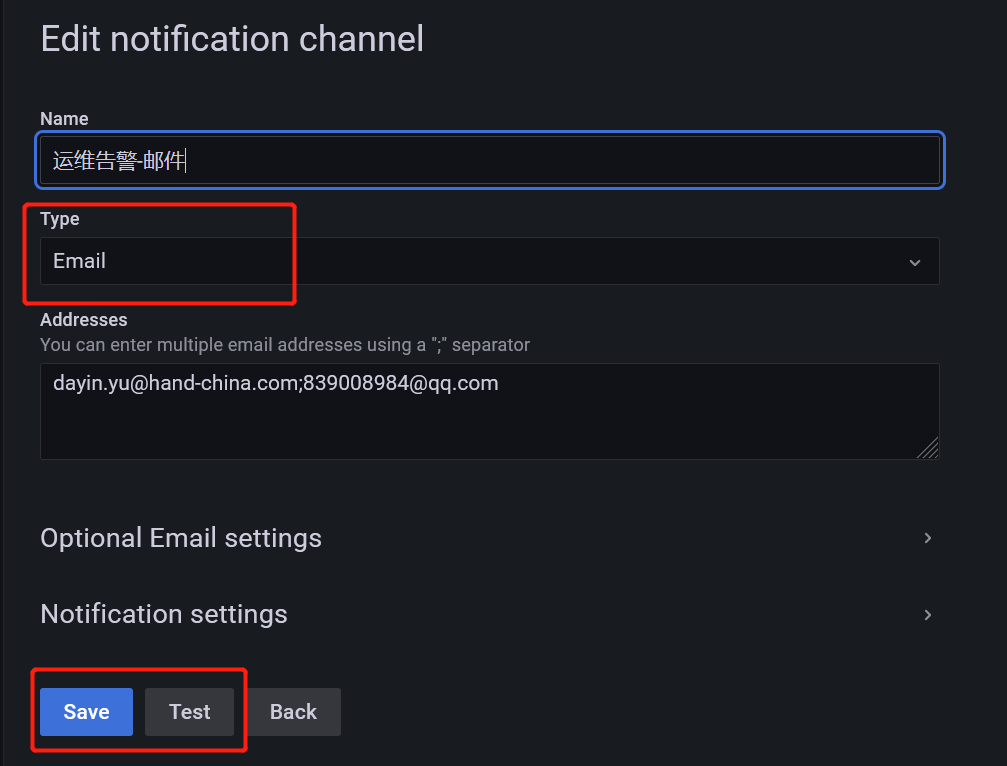 Edit notification channel
Name
运维告警-邮件
Type
Email
Addresses
You can enter multiple email addresses using a ";" separator
dayin.yu@hand-china.com;839008984@qq.com
Optional Email settings
Notification settings
Save Test Back